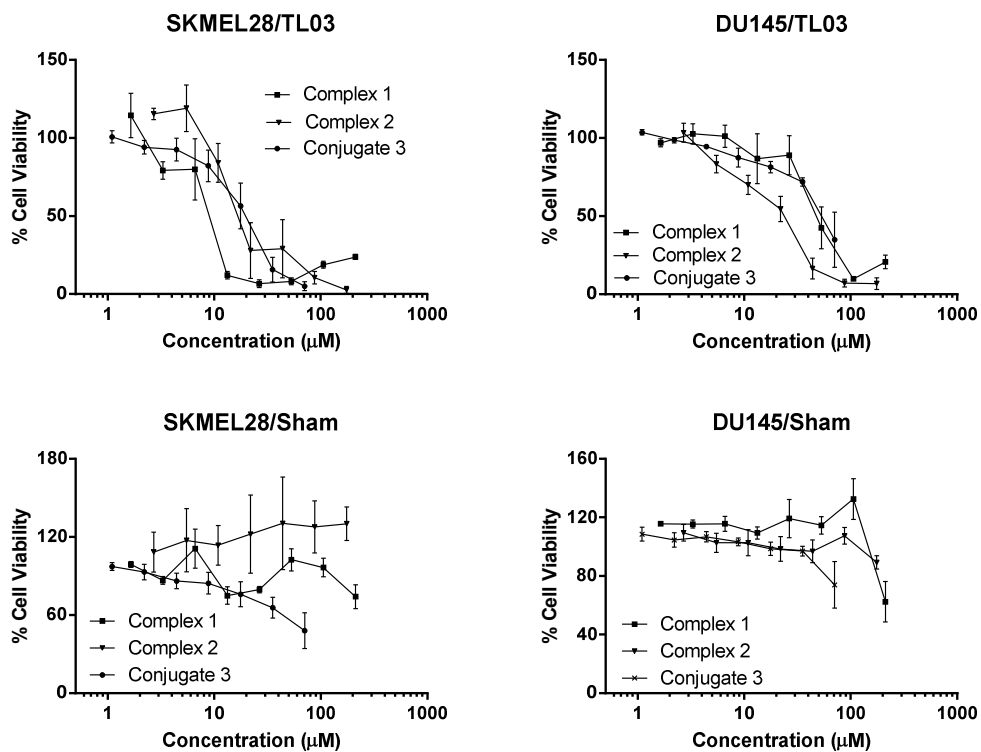 SKMEL28/TL03
150
100
50
0
% Cell Viability
Complex 1
Complex 2
Conjugate 3
1 10 100 1000
Concentration (μM)
DU145/TL03
150
100
50
0
% Cell Viability
Complex 1
Complex 2
Conjugate 3
1 10 100 1000
Concentration (μM)
SKMEL28/Sham
180
120
60
0
% Cell Viability
Complex 1
Complex 2
Conjugate 3
1 10 100 1000
Concentration (μM)
DU145/Sham
160
120
80
40
0
% Cell Viability
Complex 1
Complex 2
Conjugate 3
1 10 100 1000
Concentration (μM)